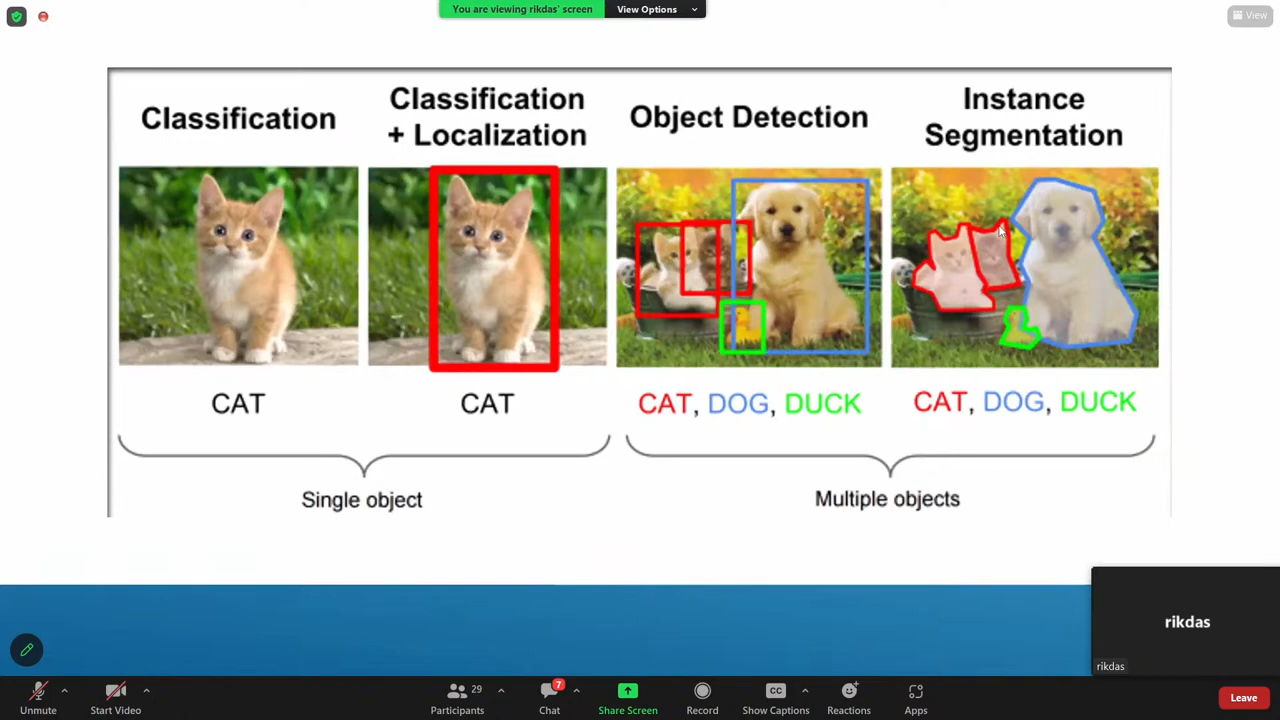 You are viewing rikdas' screen
View Options
View
Classification
Classification
+ Localization
Object Detection
Instance
Segmentation
CAT
CAT
CAT, DOG, DUCK
CAT, DOG, DUCK
Single object
Multiple objects
rikdas
rikdas
Unmute
Start Video
29
Participants
7
Chat
Share Screen
Record
CC
Show Captions
Reactions
Apps
Leave